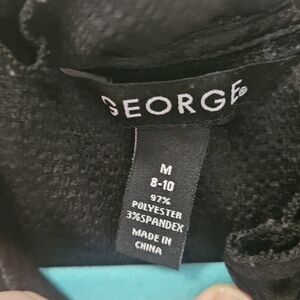 GEORGE®
M
8-10
97%
POLYESTER
3%SPANDEX
MADE IN
CHINA